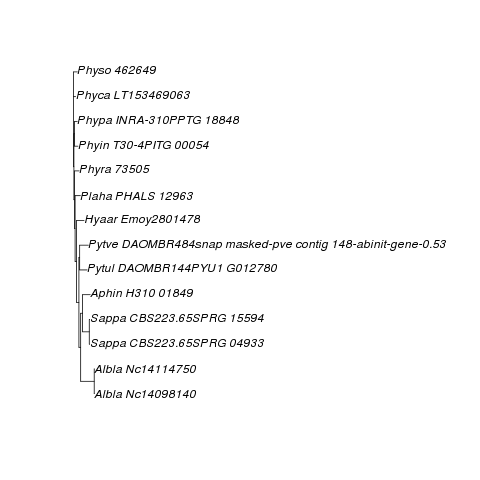 Physo 462649
Phyca LT153469063
Phypa INRA-310PPTG 18848
Phyin T30-4PITG 00054
Phyra 73505
Plaha PHALS 12963
Hyaar Emoy2801478
Pytve DAOMBR484snap masked-pve contig 148-abinit-gene-0.53
Pytul DAOMBR144PYU1 G012780
Aphin H310 01849
Sappa CBS223.65SPRG 15594
Sappa CBS223.65SPRG 04933
Albla Nc14114750
Albla Nc14098140